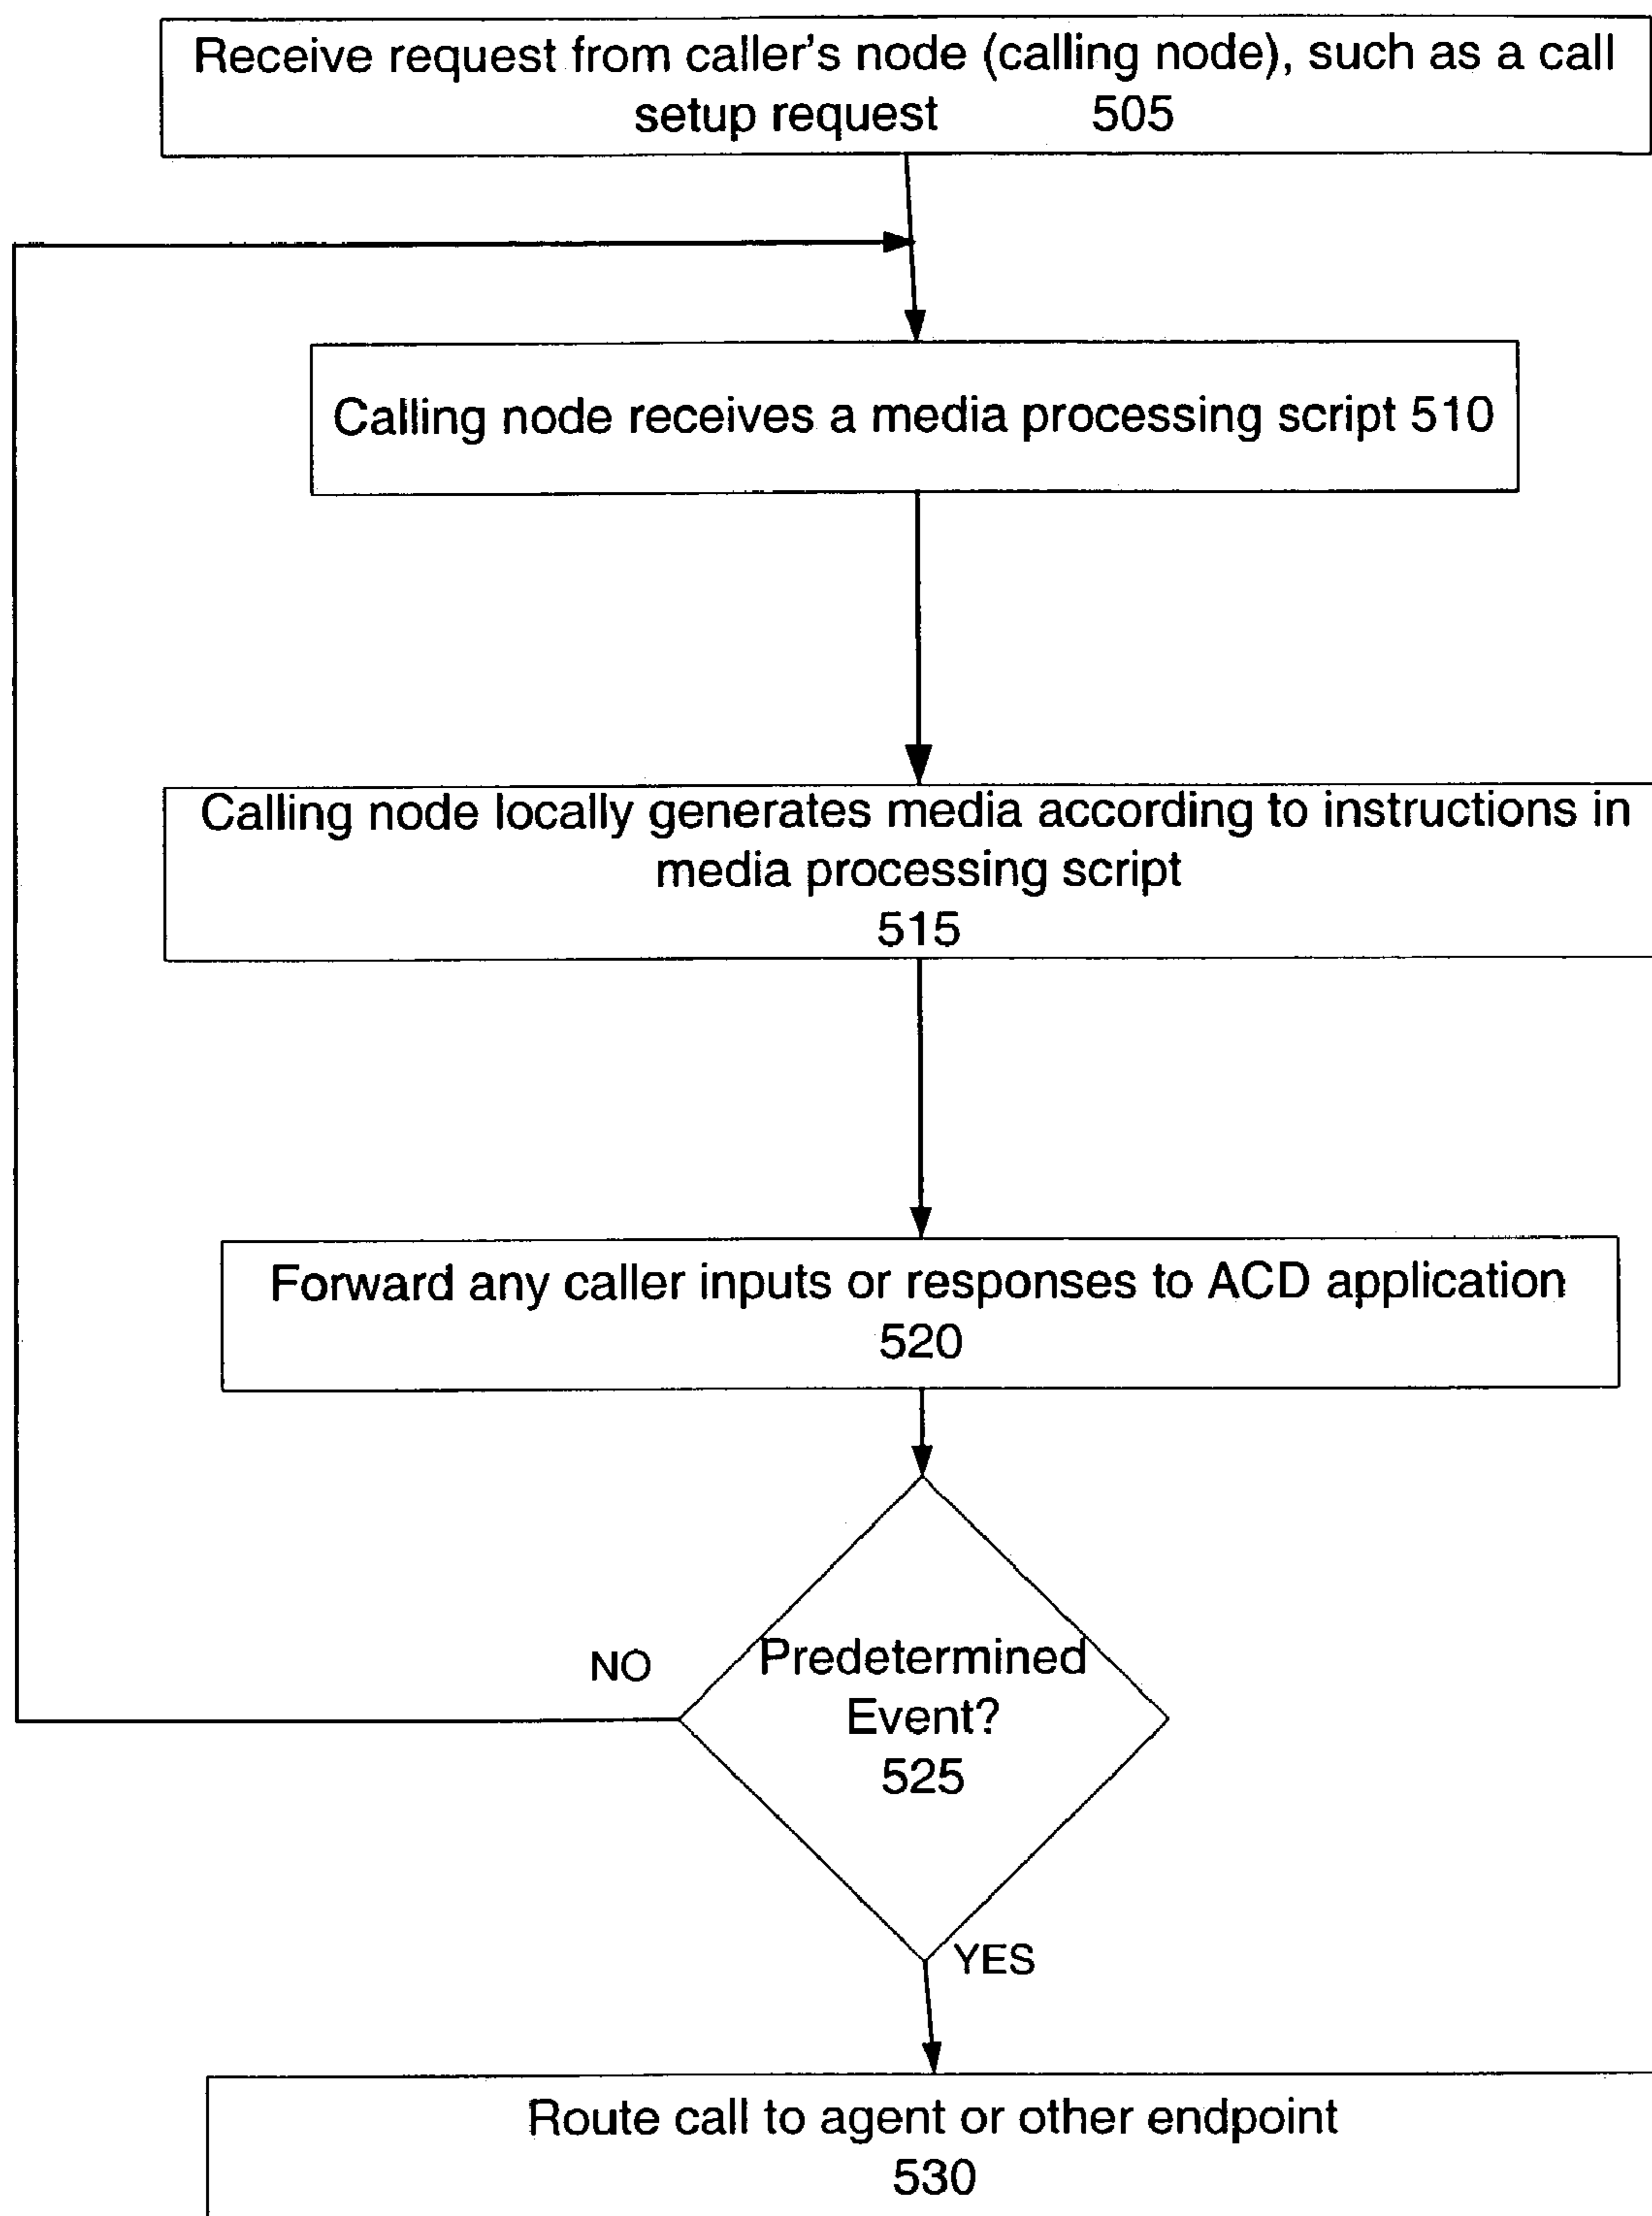 Receive request from caller's node (calling node), such as a call
setup request 505
Calling node receives a media processing script 510
Calling node locally generates media according to instructions in
media processing script
515
Forward any caller inputs or responses to ACD application
520
NO
Predetermined
Event?
525
YES
Route call to agent or other endpoint
530